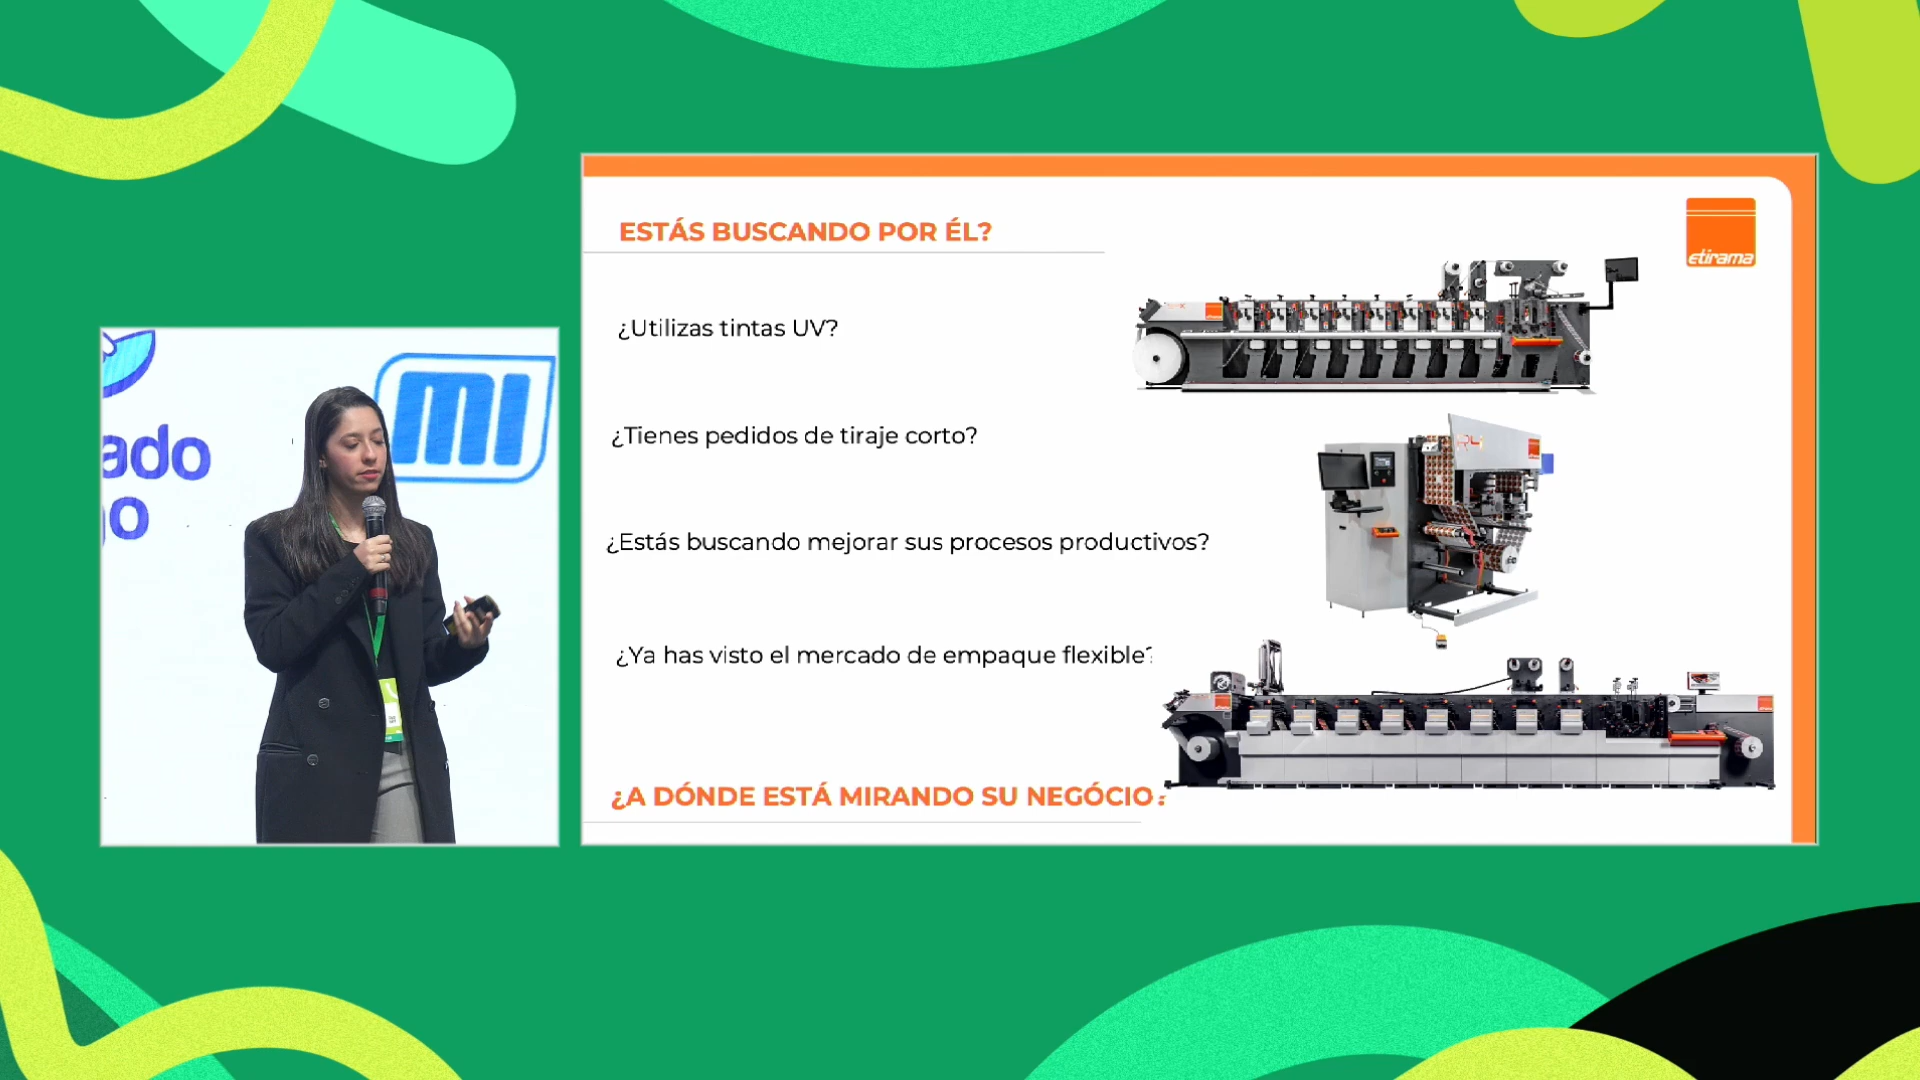 ESTÁS BUSCANDO POR ÉL?
etirama
¿Utilizas tintas UV?
¿Tienes pedidos de tiraje corto?
¿Estás buscando mejorar sus procesos productivos?
¿Ya has visto el mercado de empaque flexible?
¿A DÓNDE ESTÁ MIRANDO SU NEGÓCIO?
mi
ado